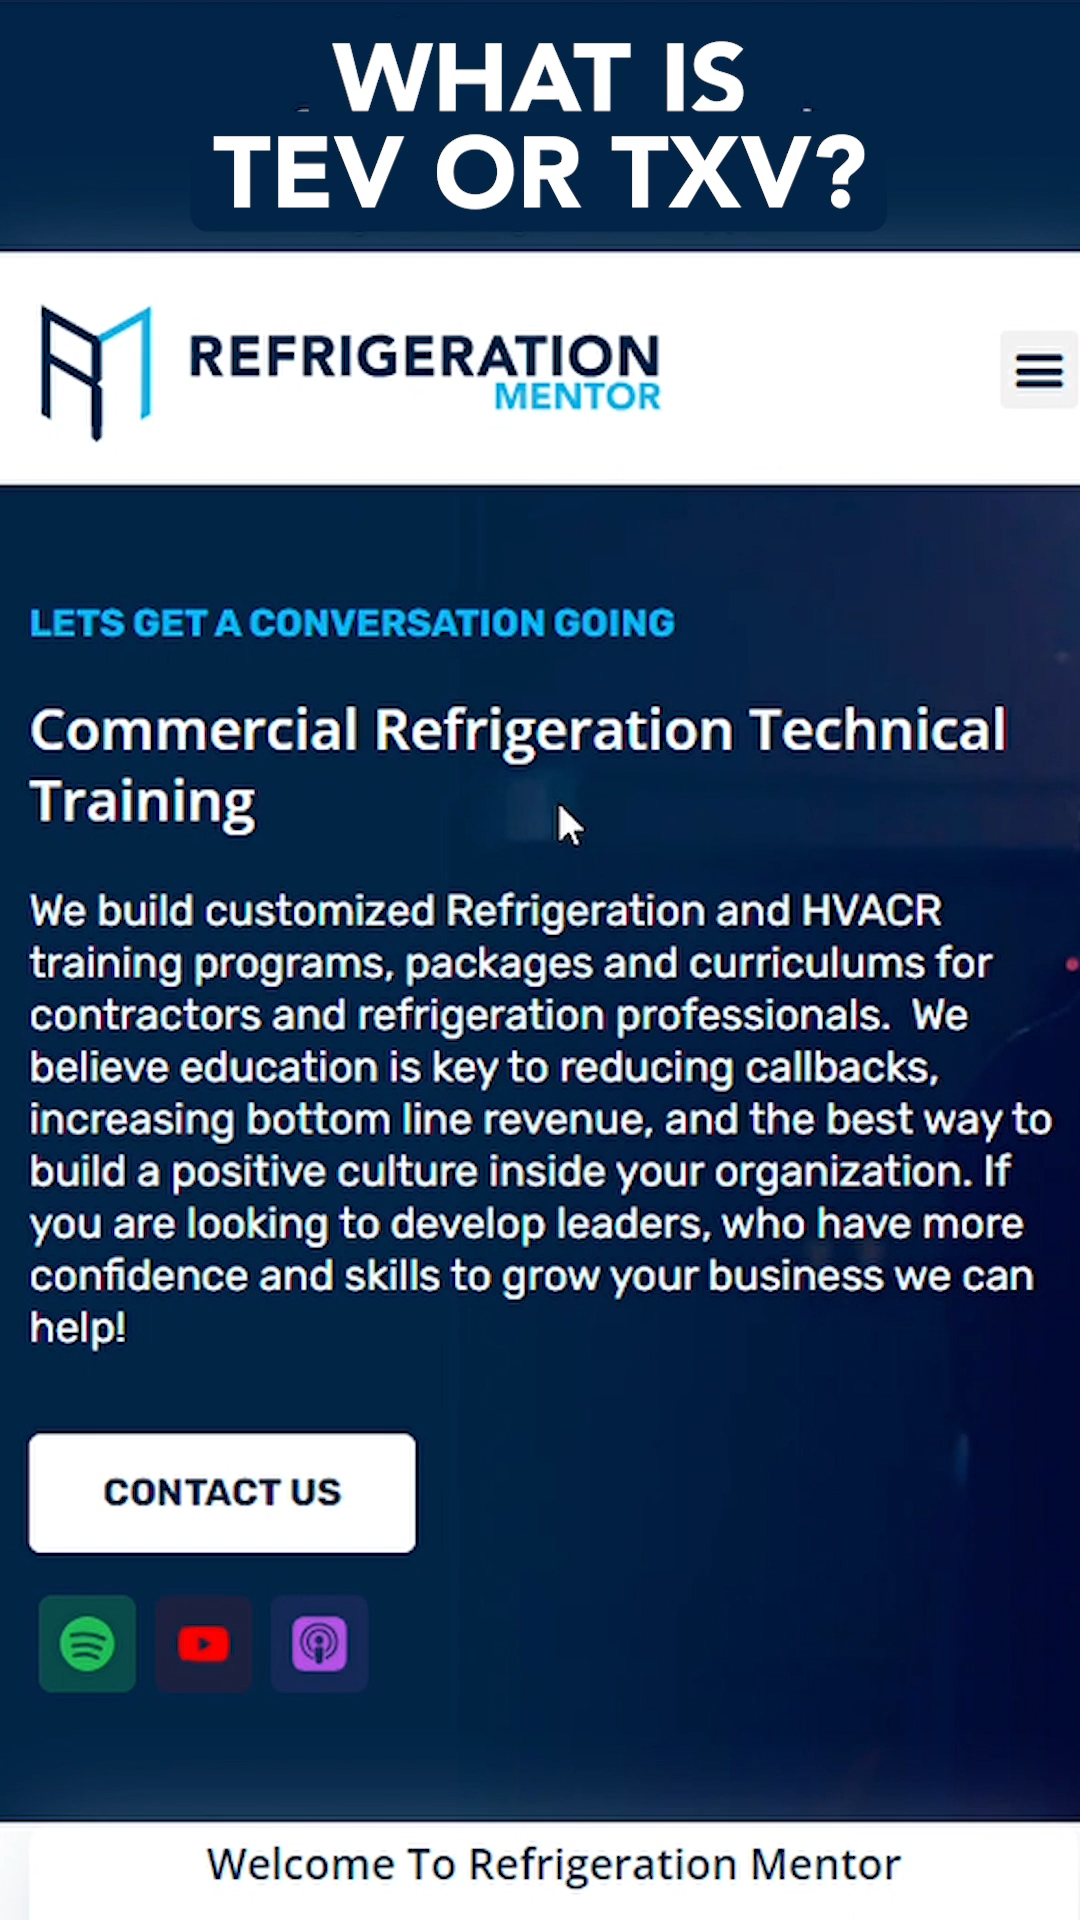 WHAT IS
TEV OR TXV?
REFRIGERATION
MENTOR
LETS GET A CONVERSATION GOING
Commercial Refrigeration Technical
Training
We build customized Refrigeration and HVACR
training programs, packages and curriculums for
contractors and refrigeration professionals.  We
believe education is key to reducing callbacks,
increasing bottom line revenue, and the best way to
build a positive culture inside your organization. If
you are looking to develop leaders, who have more
confidence and skills to grow your business we can
help!
CONTACT US
Welcome To Refrigeration Mentor